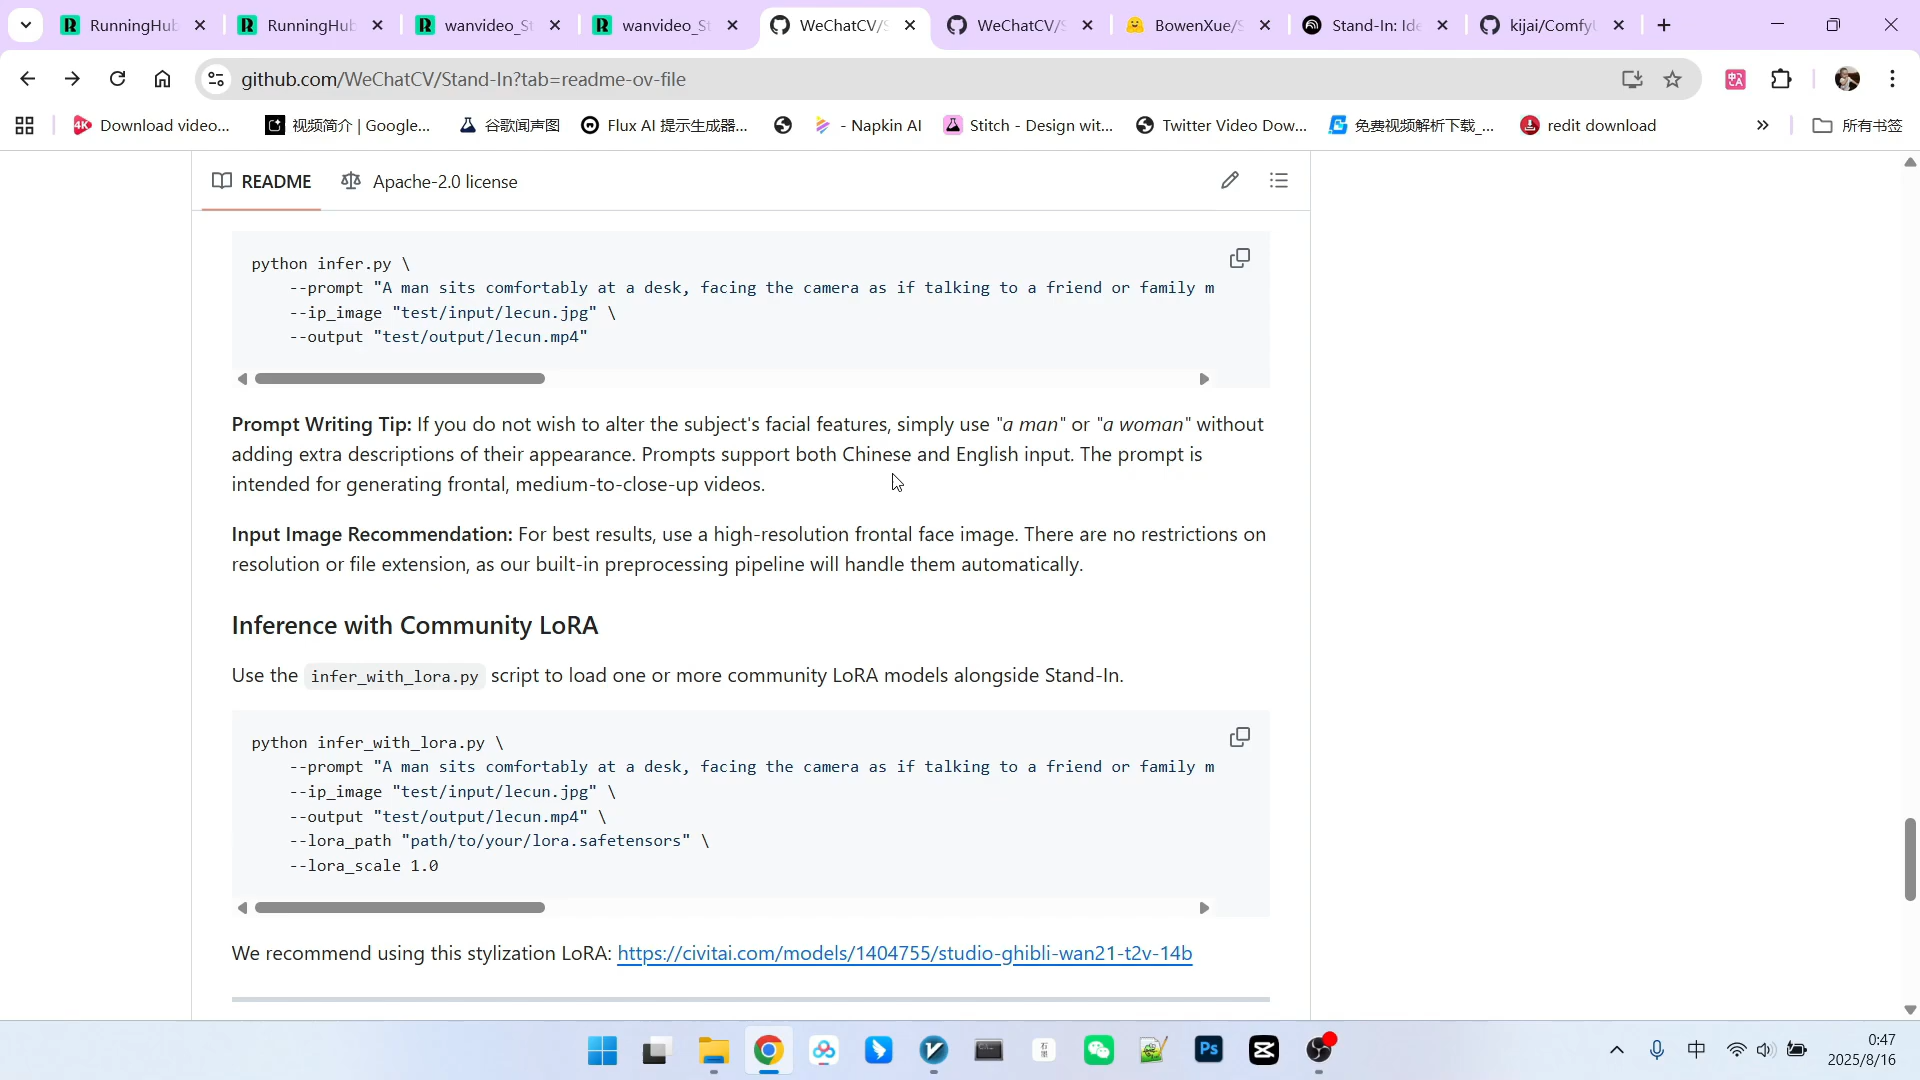 RunningHub
RunningHub
wanvideo_St
wanvideo_St
WeChatCV/S
WeChatCV/S
BowenXue/S
Stand-In: Ide
kijai/ComfyU
github.com/WeChatCV/Stand-In?tab=readme-ov-file
Download video...
视频简介 | Google...
谷歌闻声图
Flux AI 提示生成器...
- Napkin AI
Stitch - Design wit...
Twitter Video Dow...
免费视频解析下载_...
redit download
所有书签
README
Apache-2.0 license
python infer.py \
--prompt "A man sits comfortably at a desk, facing the camera as if talking to a friend or family m
--ip_image "test/input/lecun.jpg" \
--output "test/output/lecun.mp4"
Prompt Writing Tip: If you do not wish to alter the subject's facial features, simply use "a man" or "a woman" without
adding extra descriptions of their appearance. Prompts support both Chinese and English input. The prompt is
intended for generating frontal, medium-to-close-up videos.
Input Image Recommendation: For best results, use a high-resolution frontal face image. There are no restrictions on
resolution or file extension, as our built-in preprocessing pipeline will handle them automatically.
Inference with Community LoRA
Use the infer_with_lora.py script to load one or more community LoRA models alongside Stand-In.
python infer_with_lora.py \
--prompt "A man sits comfortably at a desk, facing the camera as if talking to a friend or family m
--ip_image "test/input/lecun.jpg" \
--output "test/output/lecun.mp4" \
--lora_path "path/to/your/lora.safetensors" \
--lora_scale 1.0
We recommend using this stylization LoRA: https://civitai.com/models/1404755/studio-ghibli-wan21-t2v-14b
中
0:47
2025/8/16